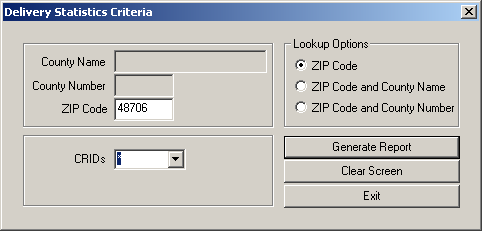 Delivery Statistics Criteria
County Name
County Number
ZIP Code 48706
CRIDs *
Lookup Options
ZIP Code
ZIP Code and County Name
ZIP Code and County Number
Generate Report
Clear Screen
Exit